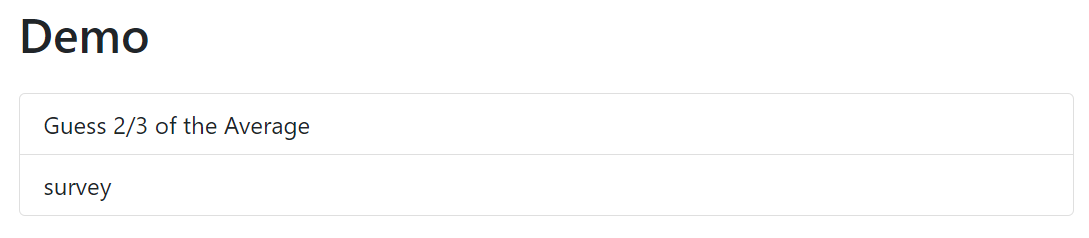 Demo
Guess 2/3 of the Average
survey